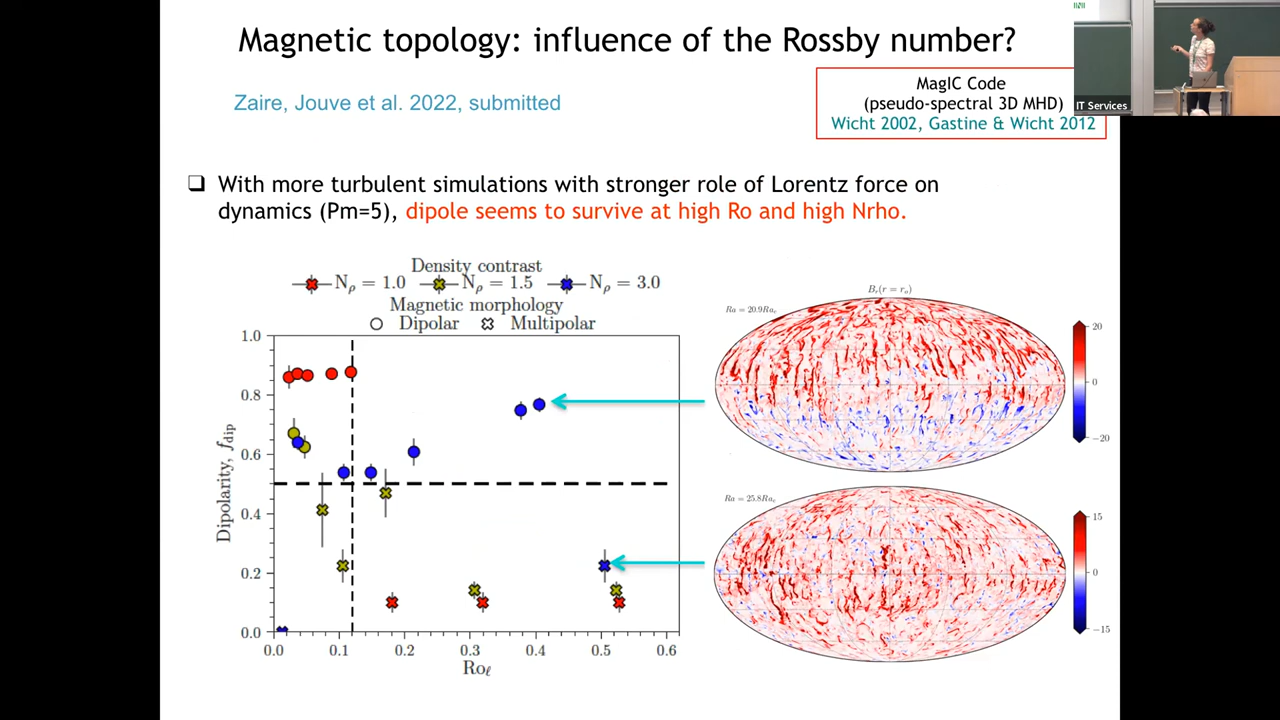 Magnetic topology: influence of the Rossby number?
Zaire, Jouve et al. 2022, submitted
MagIC Code
(pseudo-spectral 3D MHD)
Wicht 2002, Gastine & Wicht 2012
IT Services
❑ With more turbulent simulations with stronger role of Lorentz force on
dynamics (Pm=5), dipole seems to survive at high Ro and high Nrho.
Density contrast
Nρ = 1.0 Nρ = 1.5 Nρ = 3.0
Magnetic morphology
Dipolar Multipolar
1.0
0.8
0.6
0.4
0.2
0.0
Dipolarity, fdip
0.0 0.1 0.2 0.3 0.4 0.5 0.6
Roℓ
Br(r = ro)
Ra = 20.9Rac
20
0
−20
Ra = 25.8Rac
15
0
−15